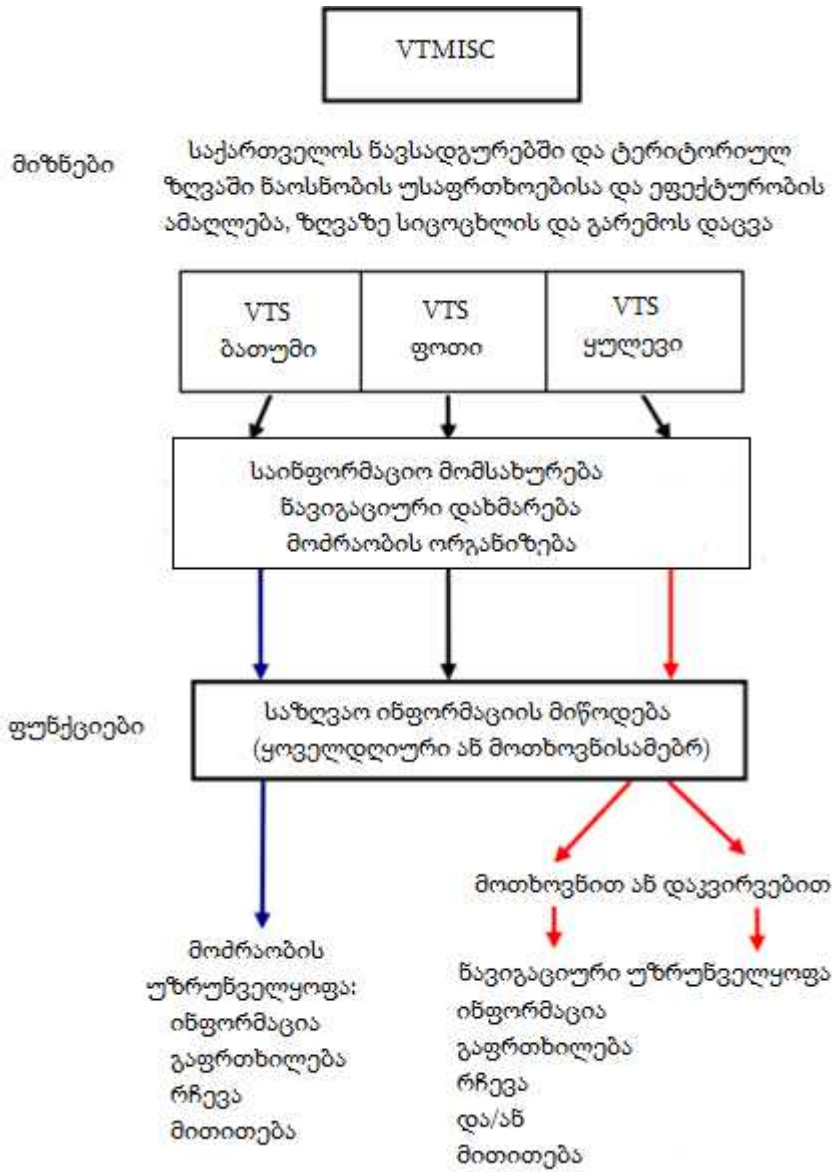 VTMISC
მიზნები
საქართველოს ნავსადგურებში და ტერიტორიულ
ზღვაში ნაოსნობის უსაფრთხოებისა და ეფექტურობის
ამაღლება, ზღვაზე სიცოცხლის და გარემოს დაცვა
VTS
ბათუმი
VTS
ფოთი
VTS
ყულევი
საინფორმაციო მომსახურება
ნავიგაციური დახმარება
მოძრაობის ორგანიზება
ფუნქციები
საზღვაო ინფორმაციის მიწოდება
(ყოველდღიური ან მოთხოვნისამებრ)
მოთხოვნით ან დაკვირვებით
მოძრაობის
უზრუნველყოფა:
ინფორმაცია
გაფრთხილება
რჩევა
მითითება
ნავიგაციური უზრუნველყოფა
ინფორმაცია
გაფრთხილება
რჩევა
და/ან
მითითება